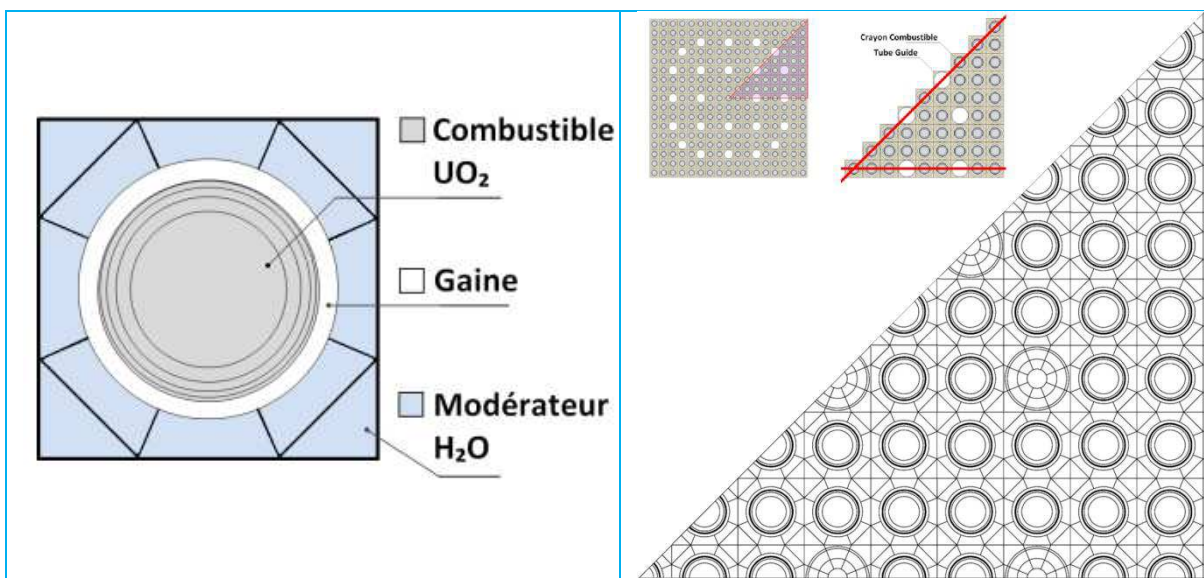 Combustible
UO₂
Gaine
Modérateur
H₂O
Crayon Combustible
Tube Guide